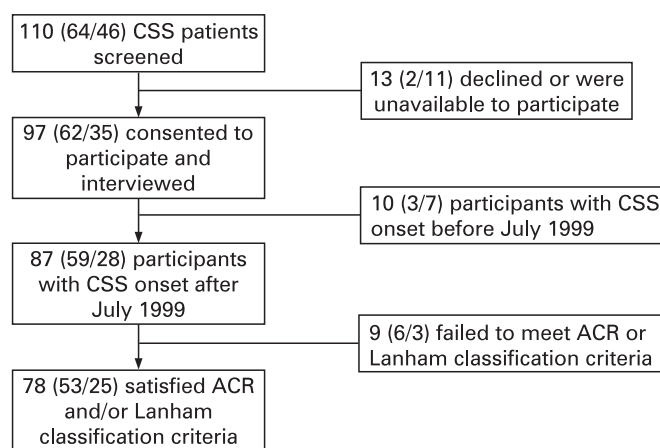 110 (64/46) CSS patients
screened
13 (2/11) declined or were
unavailable to participate
97 (62/35) consented to
participate and
interviewed
10 (3/7) participants with CSS
onset before July 1999
87 (59/28) participants
with CSS onset after
July 1999
9 (6/3) failed to meet ACR or
Lanham classification criteria
78 (53/25) satisfied ACR
and/or Lanham
classification criteria